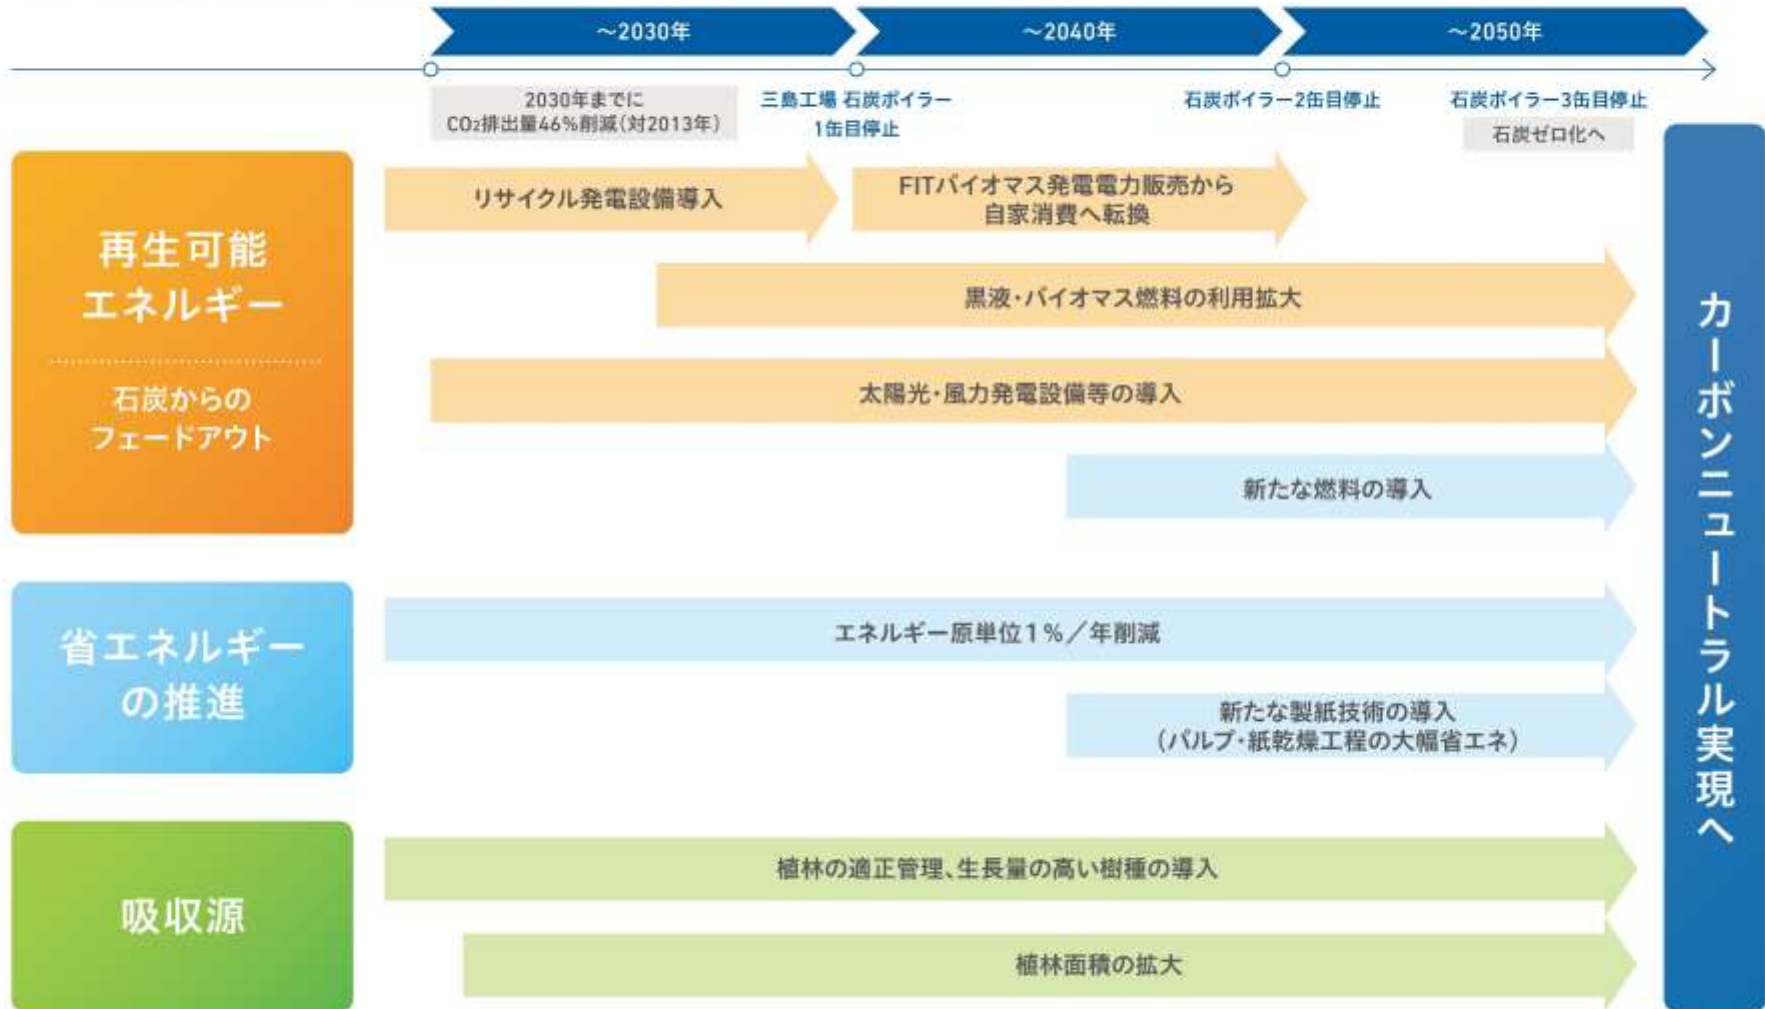 ～2030年
～2040年
～2050年
2030年までに
CO₂排出量46％削減（対2013年）
三島工場 石炭ボイラー
1缶目停止
石炭ボイラー2缶目停止
石炭ボイラー3缶目停止
石炭ゼロ化へ
再生可能
エネルギー
石炭からの
フェードアウト
リサイクル発電設備導入
FITバイオマス発電電力販売から
自家消費へ転換
黒液・バイオマス燃料の利用拡大
太陽光・風力発電設備等の導入
新たな燃料の導入
省エネルギー
の推進
エネルギー原単位1％／年削減
新たな製紙技術の導入
（パルプ・紙乾燥工程の大幅省エネ）
吸収源
植林の適正管理、生長量の高い樹種の導入
植林面積の拡大
カーボンニュートラル実現へ